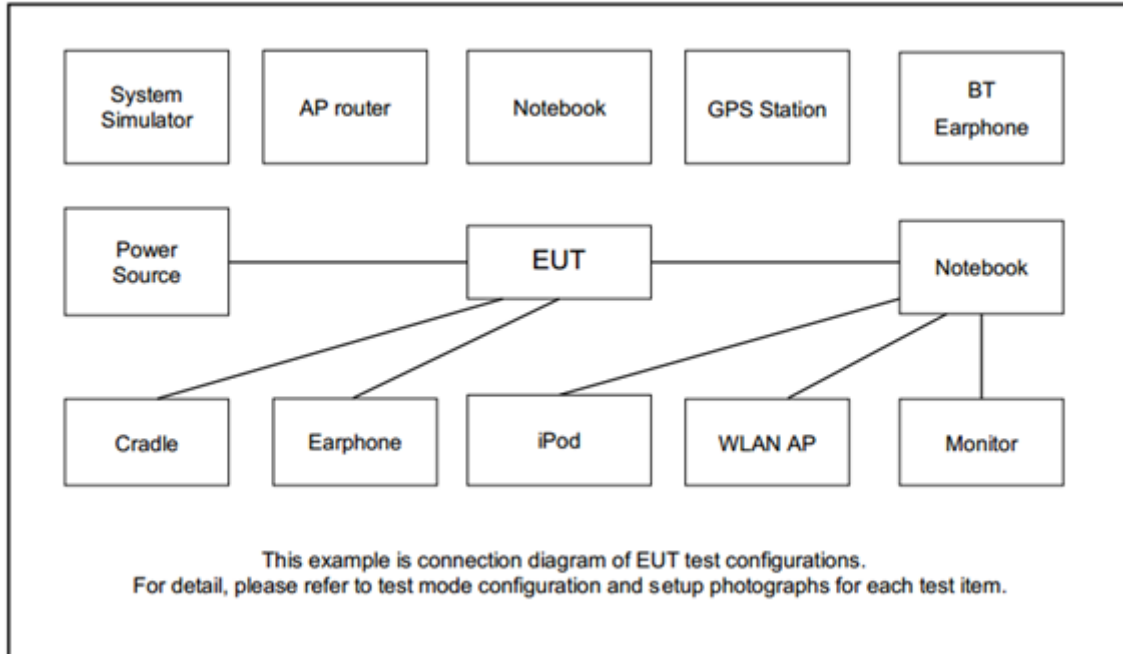 System
Simulator
AP router
Notebook
GPS Station
BT
Earphone
Power
Source
EUT
Notebook
Cradle
Earphone
iPod
WLAN AP
Monitor
This example is connection diagram of EUT test configurations.
For detail, please refer to test mode configuration and setup photographs for each test item.